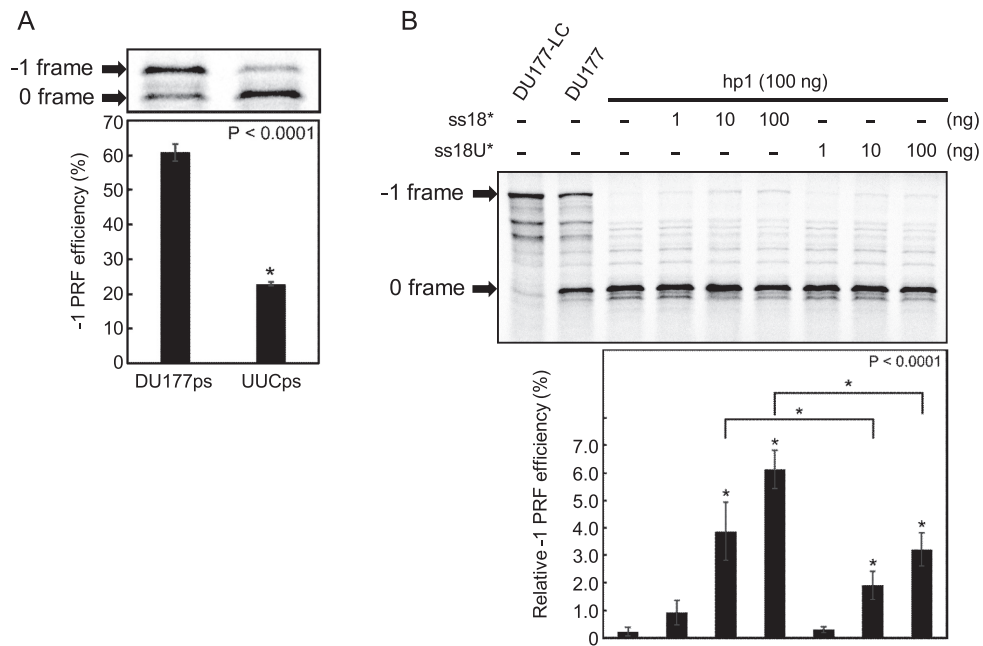 A
-1 frame
0 frame
P < 0.0001
-1 PRF efficiency (%)
70
60
50
40
30
20
10
0
*
DU177ps UUCps
B
DU177-LC DU177 hp1 (100 ng)
ss18* – – – 1 10 100 – – – (ng)
ss18U* – – – – – – 1 10 100 (ng)
-1 frame
0 frame
P < 0.0001
Relative -1 PRF efficiency (%)
7.0
6.0
5.0
4.0
3.0
2.0
1.0
0
*
*
*
*
*
*